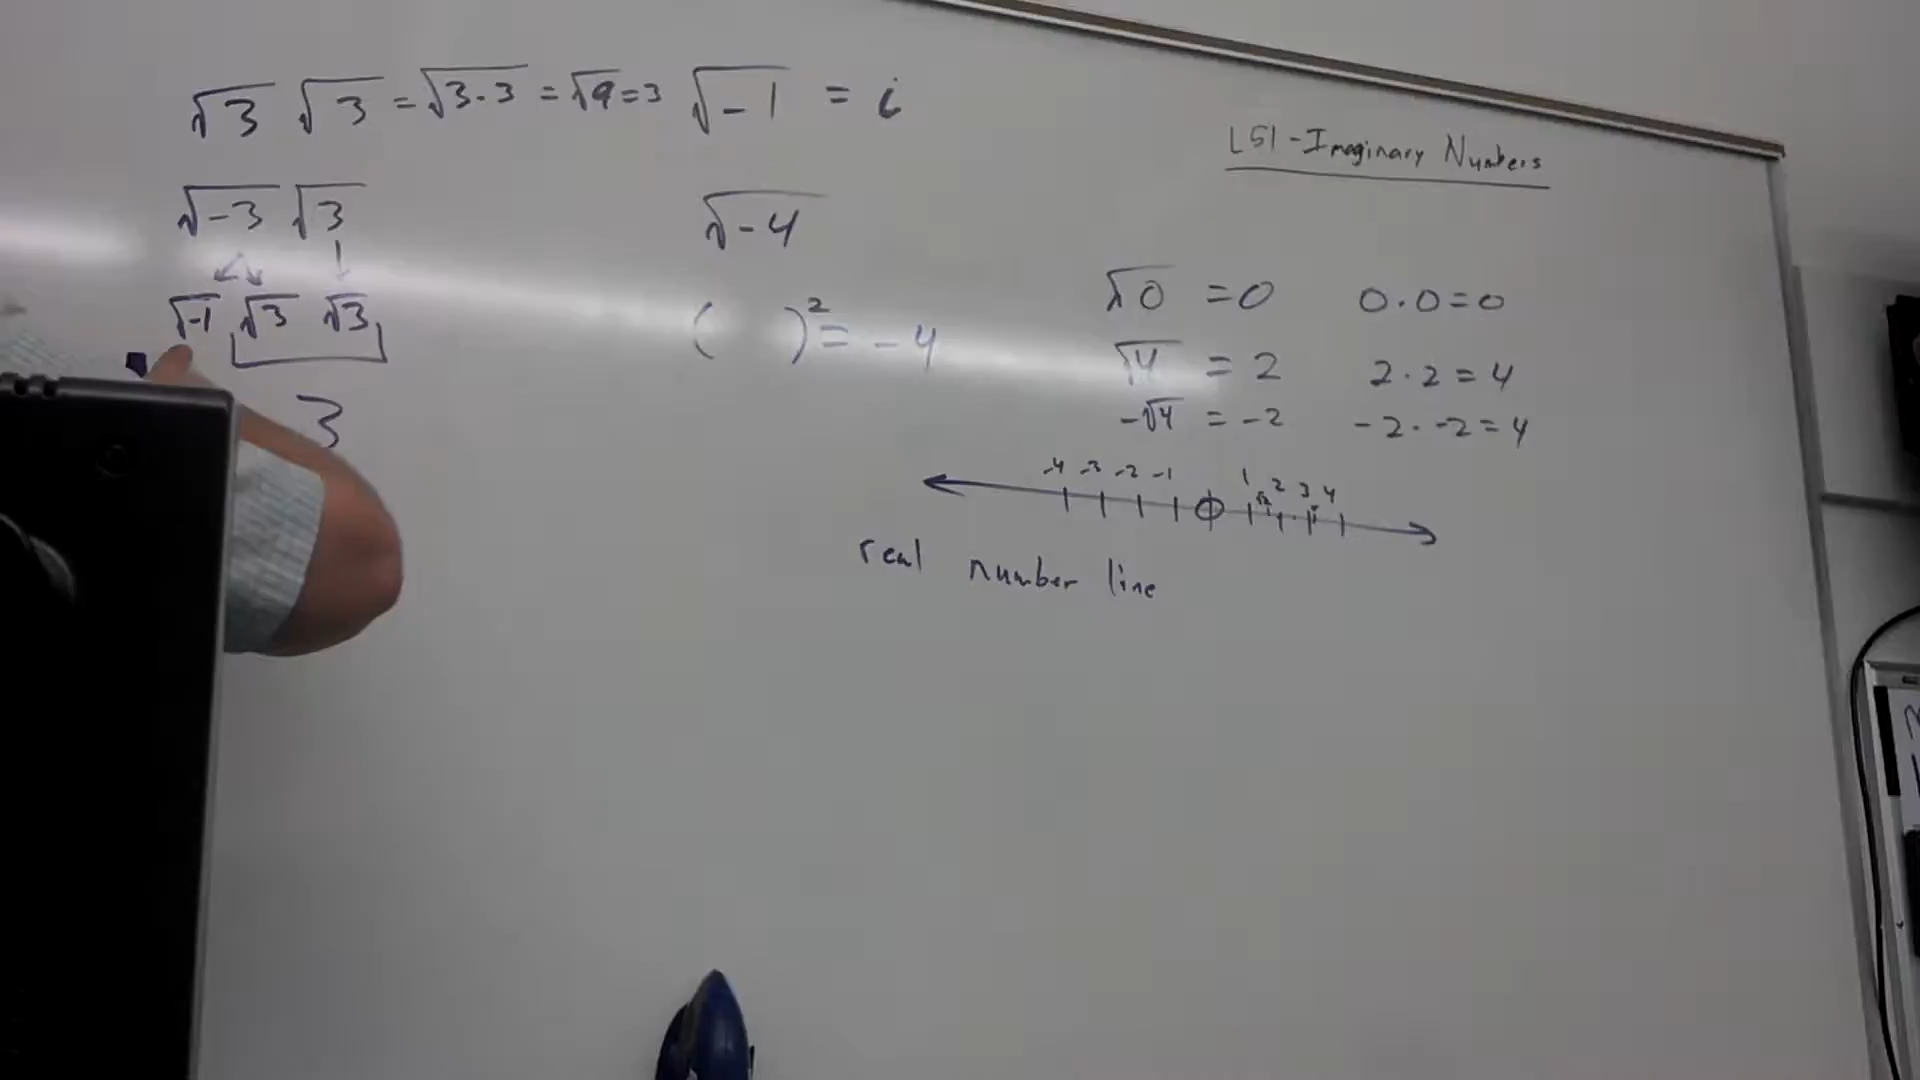 √3 √3 = √3·3 = √9 = 3
√-3 √3
√-1 √3 √3
3
√-1 = i
√-4
( )² = -4
L51 - Imaginary Numbers
√0 = 0 0·0=0
√4 = 2 2·2=4
-√4 = -2 -2·-2=4
-4 -3 -2 -1 1 √2 2 3 4
real number line